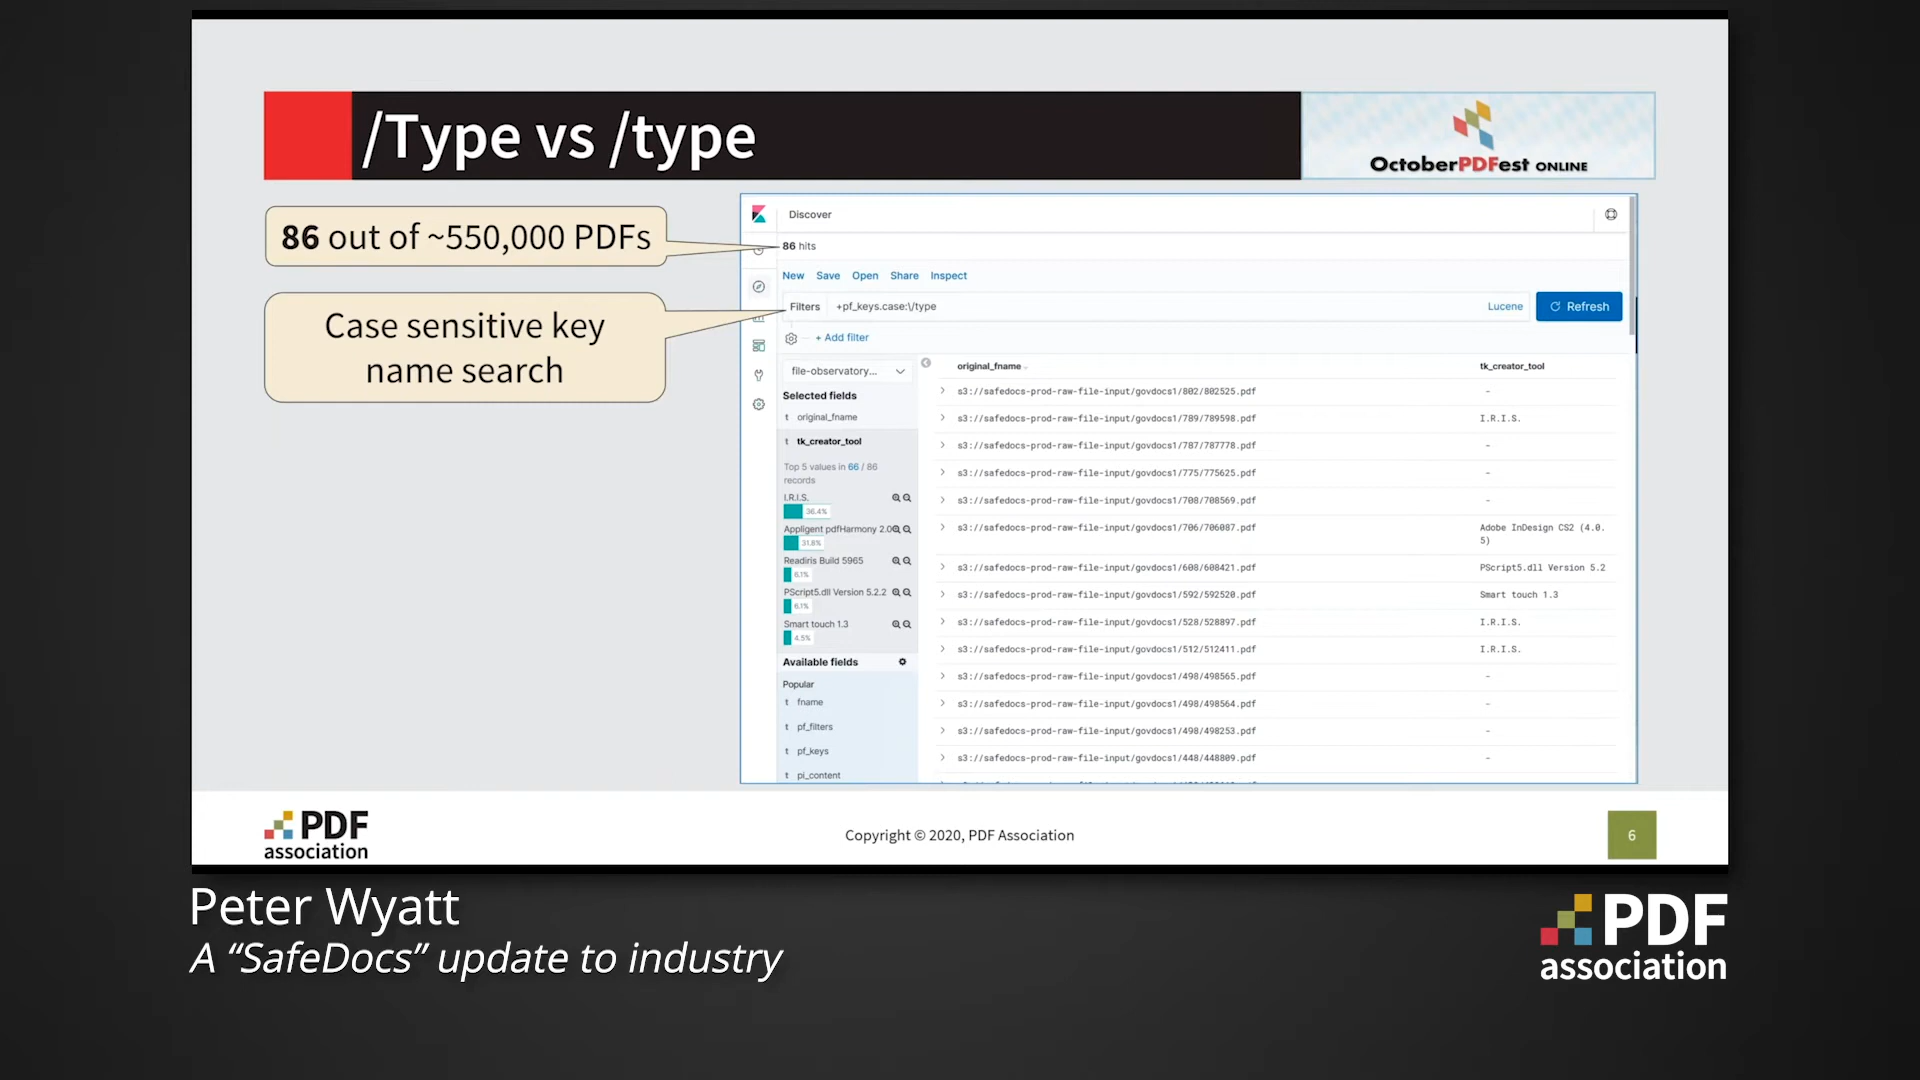 /Type vs /type
OctoberPDFest ONLINE
86 out of ~550,000 PDFs
Case sensitive key
name search
Discover
86 hits
New Save Open Share Inspect
Filters +pf_keys.case:\/type Lucene Refresh
+ Add filter
file-observatory...
Selected fields
t original_fname
t tk_creator_tool
Top 5 values in 66 / 86
records
I.R.I.S.
36.4%
Appligent pdfHarmony 2.0
31.8%
Readiris Build 5965
6.1%
PScript5.dll Version 5.2.2
6.1%
Smart touch 1.3
4.5%
Available fields
Popular
t fname
t pf_filters
t pf_keys
t pi_content
original_fname tk_creator_tool
s3://safedocs-prod-raw-file-input/govdocs1/802/802525.pdf -
s3://safedocs-prod-raw-file-input/govdocs1/789/789598.pdf I.R.I.S.
s3://safedocs-prod-raw-file-input/govdocs1/787/787778.pdf -
s3://safedocs-prod-raw-file-input/govdocs1/775/775625.pdf -
s3://safedocs-prod-raw-file-input/govdocs1/708/708569.pdf -
s3://safedocs-prod-raw-file-input/govdocs1/706/706087.pdf Adobe InDesign CS2 (4.0.
5)
s3://safedocs-prod-raw-file-input/govdocs1/608/608421.pdf PScript5.dll Version 5.2
s3://safedocs-prod-raw-file-input/govdocs1/592/592520.pdf Smart touch 1.3
s3://safedocs-prod-raw-file-input/govdocs1/528/528897.pdf I.R.I.S.
s3://safedocs-prod-raw-file-input/govdocs1/512/512411.pdf I.R.I.S.
s3://safedocs-prod-raw-file-input/govdocs1/498/498565.pdf -
s3://safedocs-prod-raw-file-input/govdocs1/498/498564.pdf -
s3://safedocs-prod-raw-file-input/govdocs1/498/498253.pdf -
s3://safedocs-prod-raw-file-input/govdocs1/448/448809.pdf -
PDF
association
Copyright © 2020, PDF Association
6
Peter Wyatt
A “SafeDocs” update to industry
PDF
association